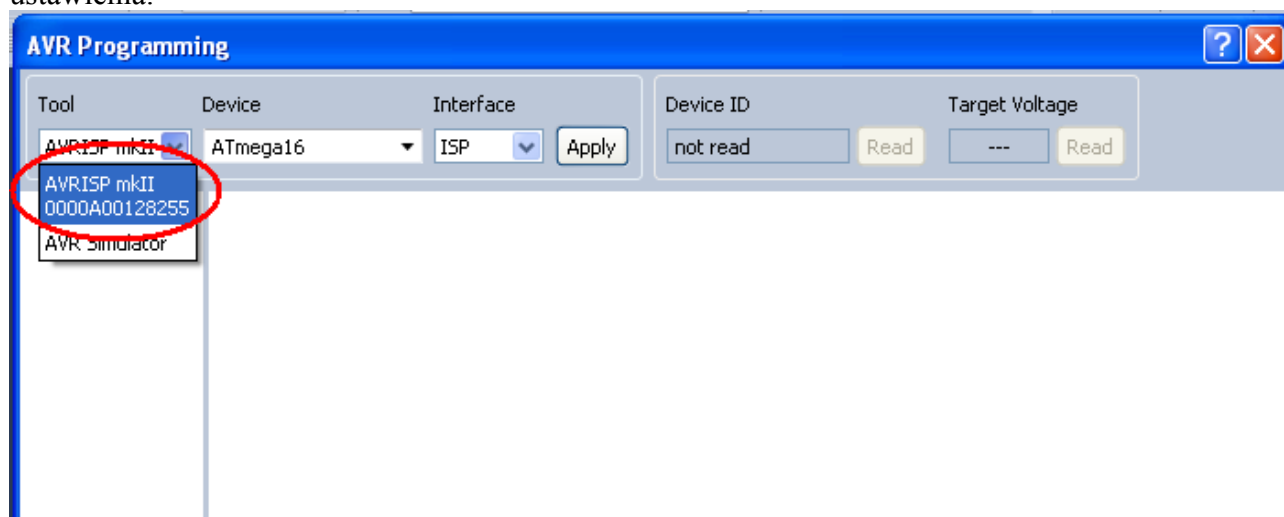 ustawienia.
AVR Programming
Tool Device Interface Device ID Target Voltage
AVRISP mkII ATmega16 ISP Apply not read Read --- Read
AVRISP mkII
0000A00128255
AVR Simulator